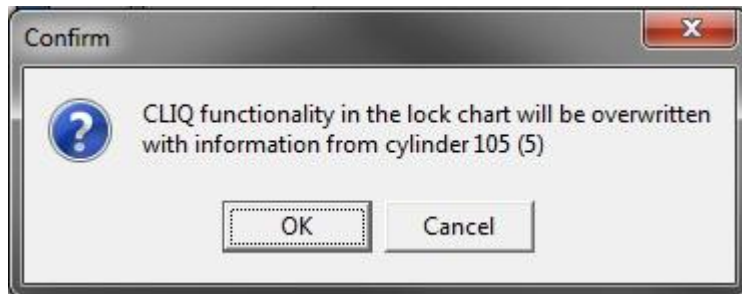 Confirm
CLIQ functionality in the lock chart will be overwritten
with information from cylinder 105 (5)
OK
Cancel